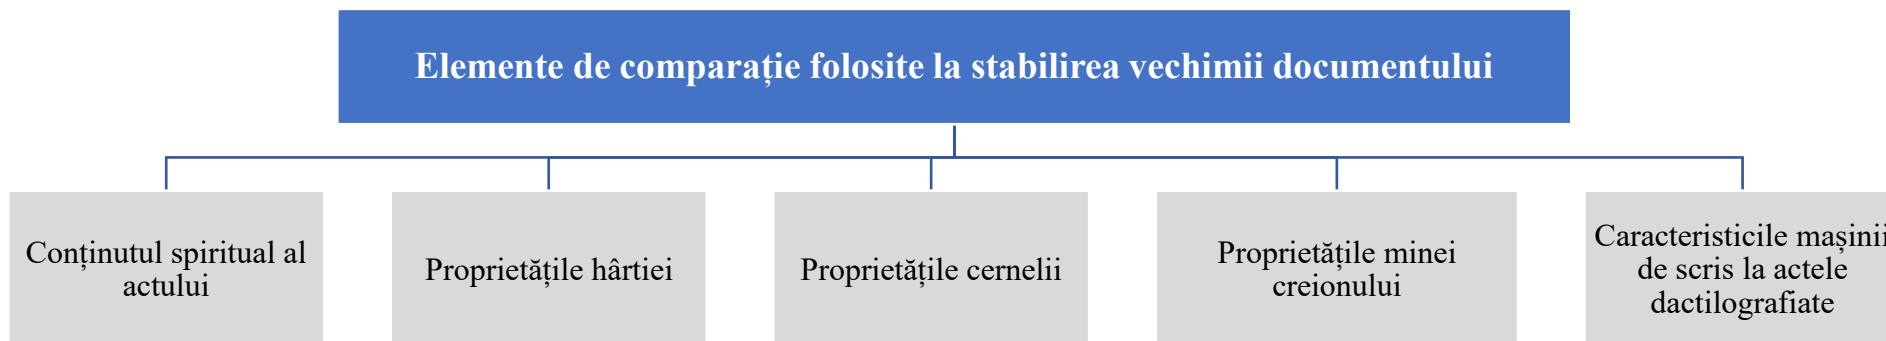 Elemente de comparație folosite la stabilirea vechimii documentului
Conținutul spiritual al
actului
Proprietățile hârtiei
Proprietățile cernelii
Proprietățile minei
creionului
Caracteristicile mașinii
de scris la actele
dactilografiate